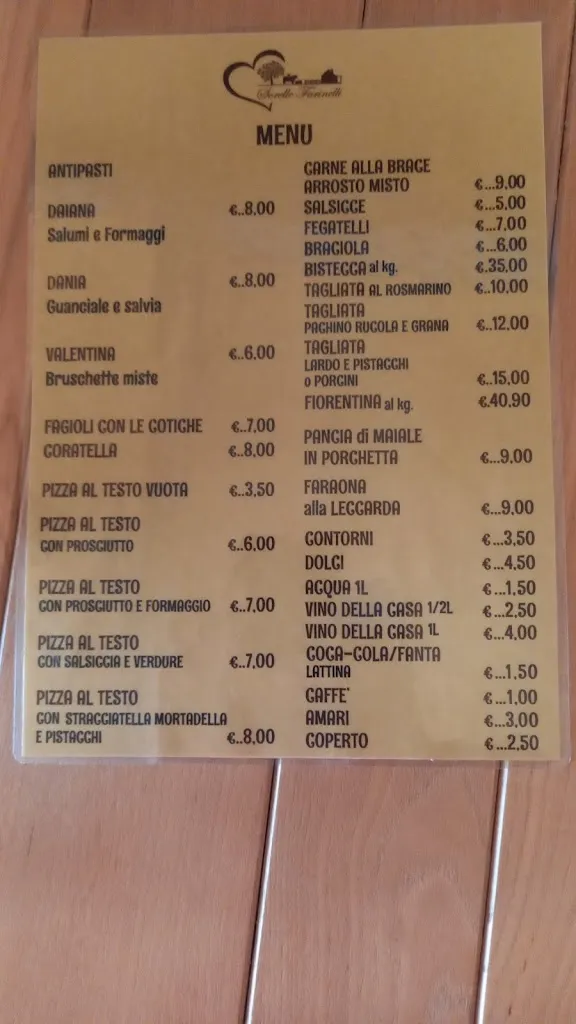 Sorelle Farinelli
MENU
ANTIPASTI
DAIANA €..8,00
Salumi e Formaggi
DANIA €..8,00
Guanciale e salvia
VALENTINA €..6,00
Bruschette miste
FAGIOLI CON LE COTICHE €..7,00
CORATELLA €..8,00
PIZZA AL TESTO VUOTA €..3,50
PIZZA AL TESTO
CON PROSCIUTTO €..6,00
PIZZA AL TESTO
CON PROSCIUTTO E FORMAGGIO €..7,00
PIZZA AL TESTO
CON SALSICCIA E VERDURE €..7,00
PIZZA AL TESTO
CON STRACCIATELLA MORTADELLA
E PISTACCHI €..8,00
CARNE ALLA BRACE
ARROSTO MISTO €...9,00
SALSICCE €...5,00
FEGATELLI €...7,00
BRACIOLA €...6,00
BISTECCA al kg. €.35,00
TAGLIATA AL ROSMARINO €..10,00
TAGLIATA
PACHINO RUCOLA E GRANA €..12,00
TAGLIATA
LARDO E PISTACCHI
o PORCINI €..15,00
FIORENTINA al kg. €.40,90
PANCIA di MAIALE
IN PORCHETTA €...9,00
FARAONA
alla LECCARDA €...9,00
CONTORNI €...3,50
DOLCI €...4,50
ACQUA 1L €...1,50
VINO DELLA CASA 1/2L €...2,50
VINO DELLA CASA 1L €...4,00
COCA-COLA/FANTA
LATTINA €...1,50
CAFFE' €...1,00
AMARI €...3,00
COPERTO €...2,50